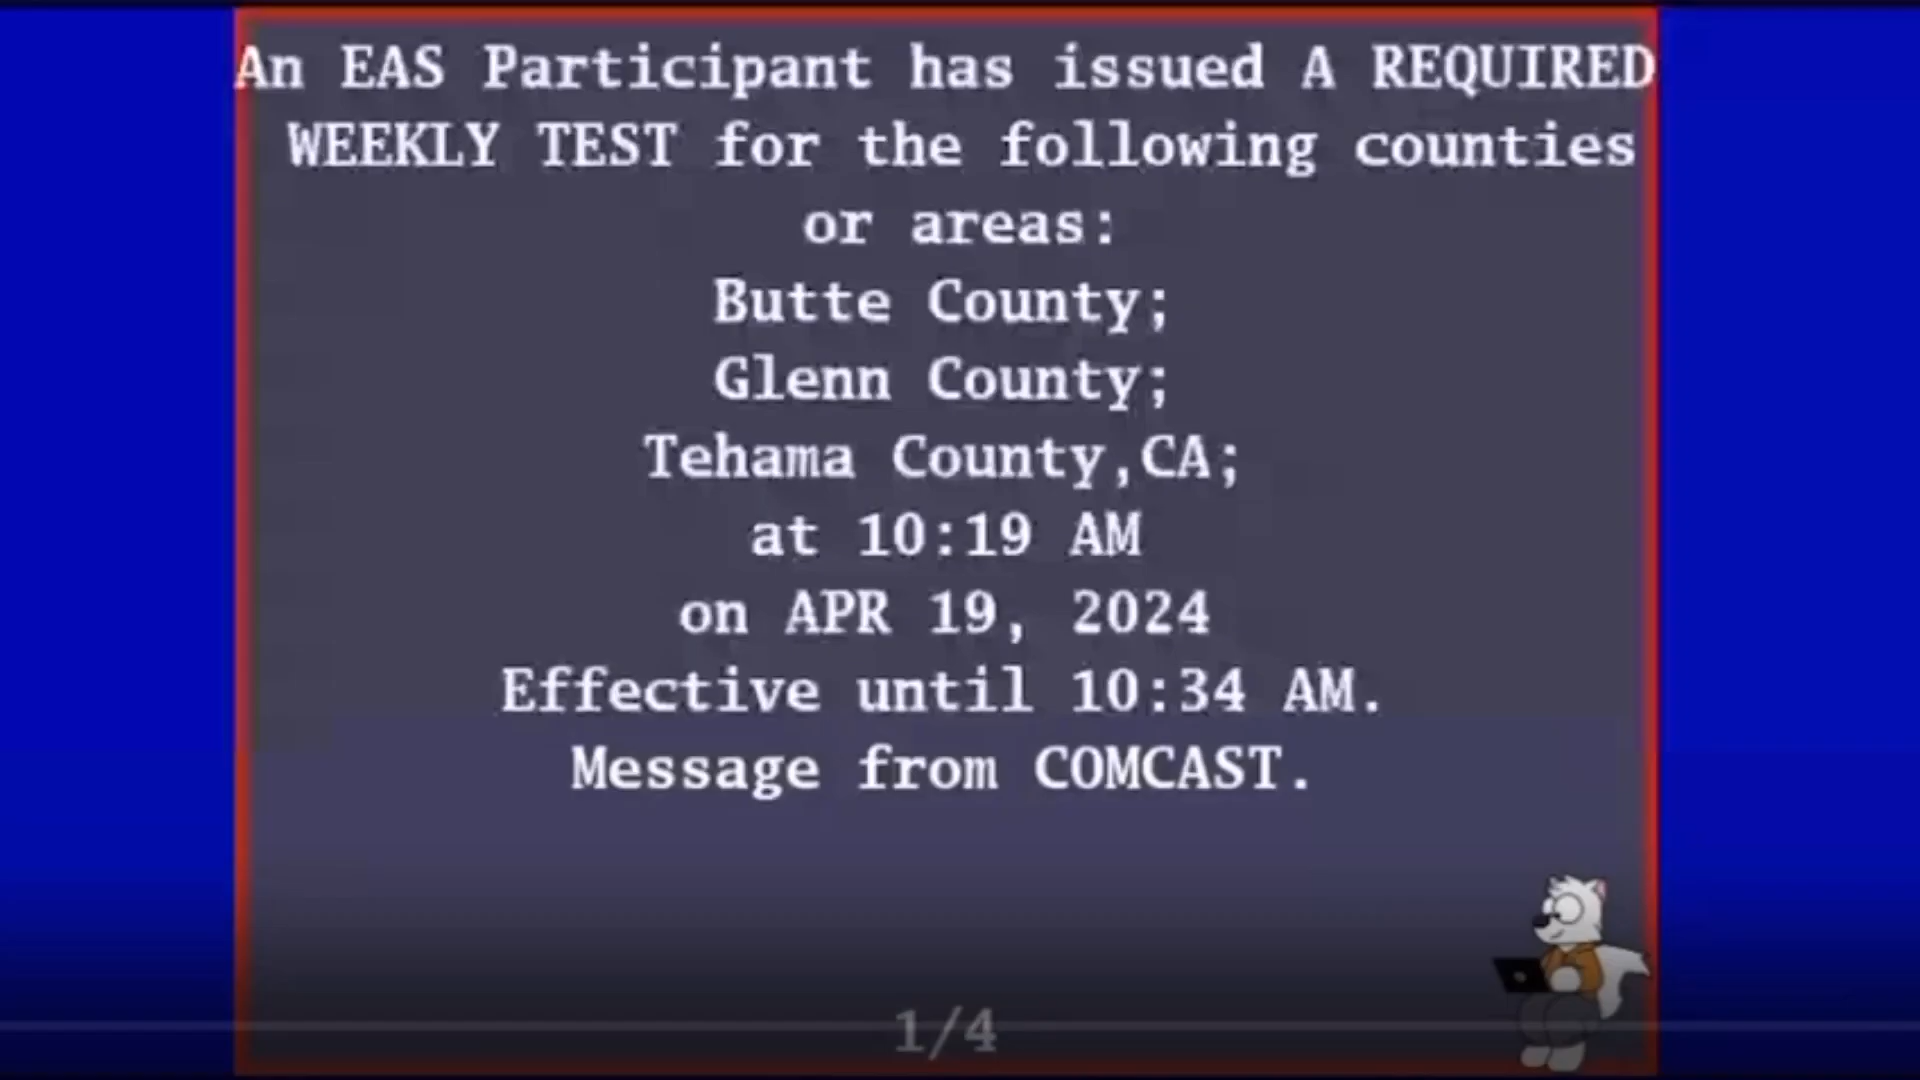 An EAS Participant has issued A REQUIRED
WEEKLY TEST for the following counties
or areas:
Butte County;
Glenn County;
Tehama County,CA;
at 10:19 AM
on APR 19, 2024
Effective until 10:34 AM.
Message from COMCAST.
1/4